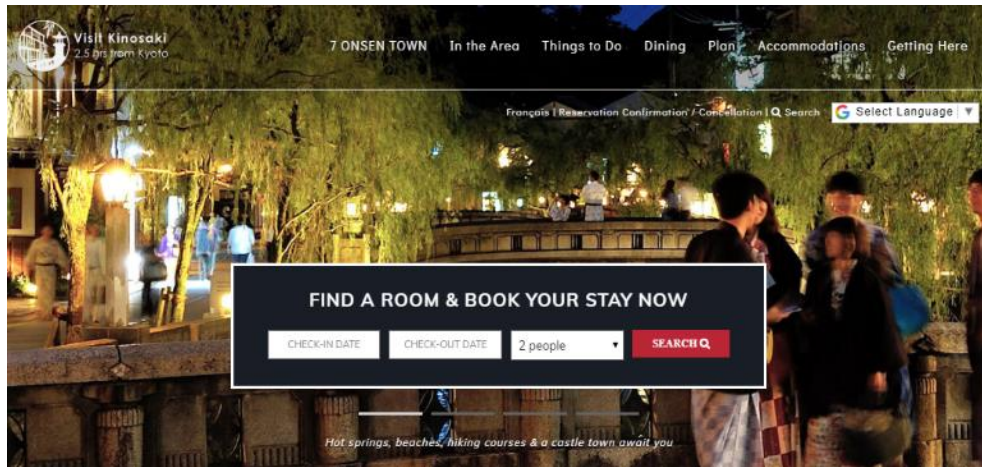 Visit Kinosaki
2.5 hrs from Kyoto
7 ONSEN TOWN In the Area Things to Do Dining Plan Accommodations Getting Here
Français | Reservation Confirmation / Cancellation | Search Select Language
FIND A ROOM & BOOK YOUR STAY NOW
CHECK-IN DATE CHECK-OUT DATE 2 people SEARCH
Hot springs, beaches, hiking courses & a castle town await you